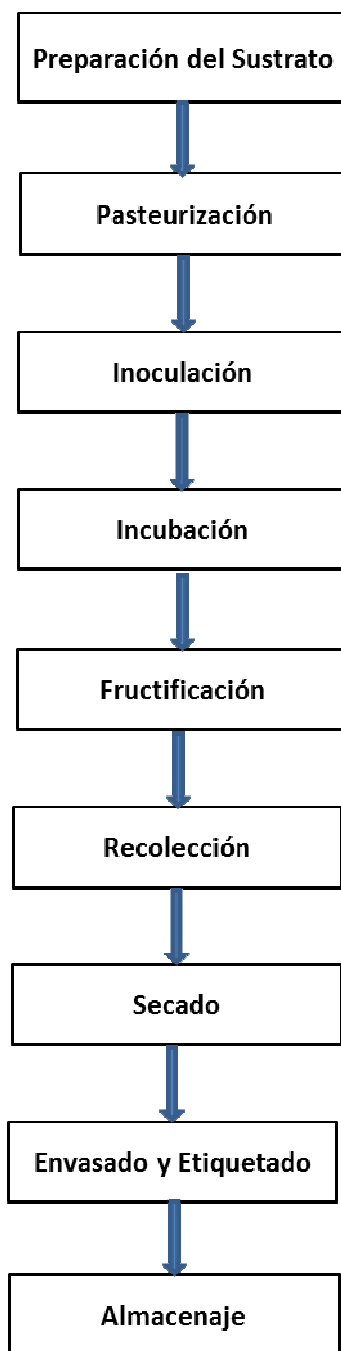 Preparación del Sustrato
Pasteurización
Inoculación
Incubación
Fructificación
Recolección
Secado
Envasado y Etiquetado
Almacenaje